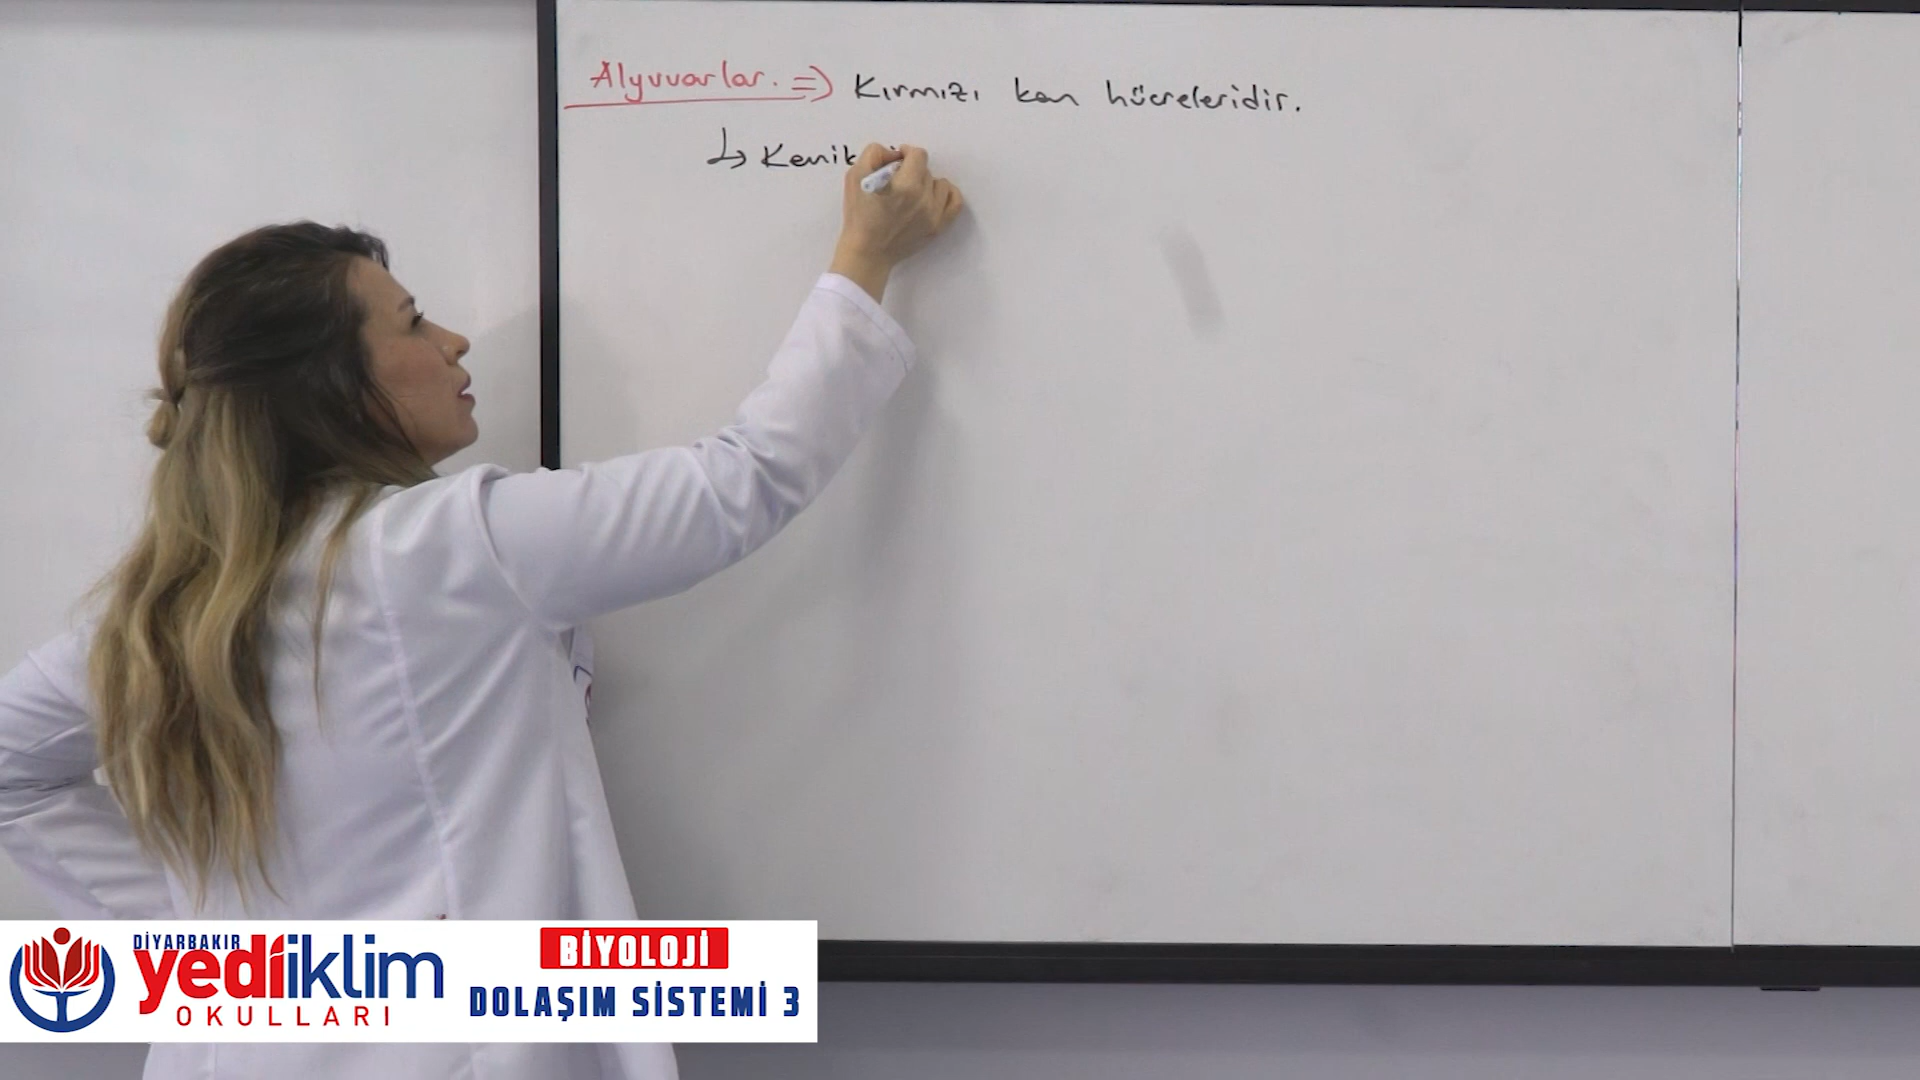 Alyuvarlar. => Kırmızı kan hücreleridir.
↳ Kemik
DİYARBAKIR
yediiklim
OKULLARI
BİYOLOJİ
DOLAŞIM SİSTEMİ 3